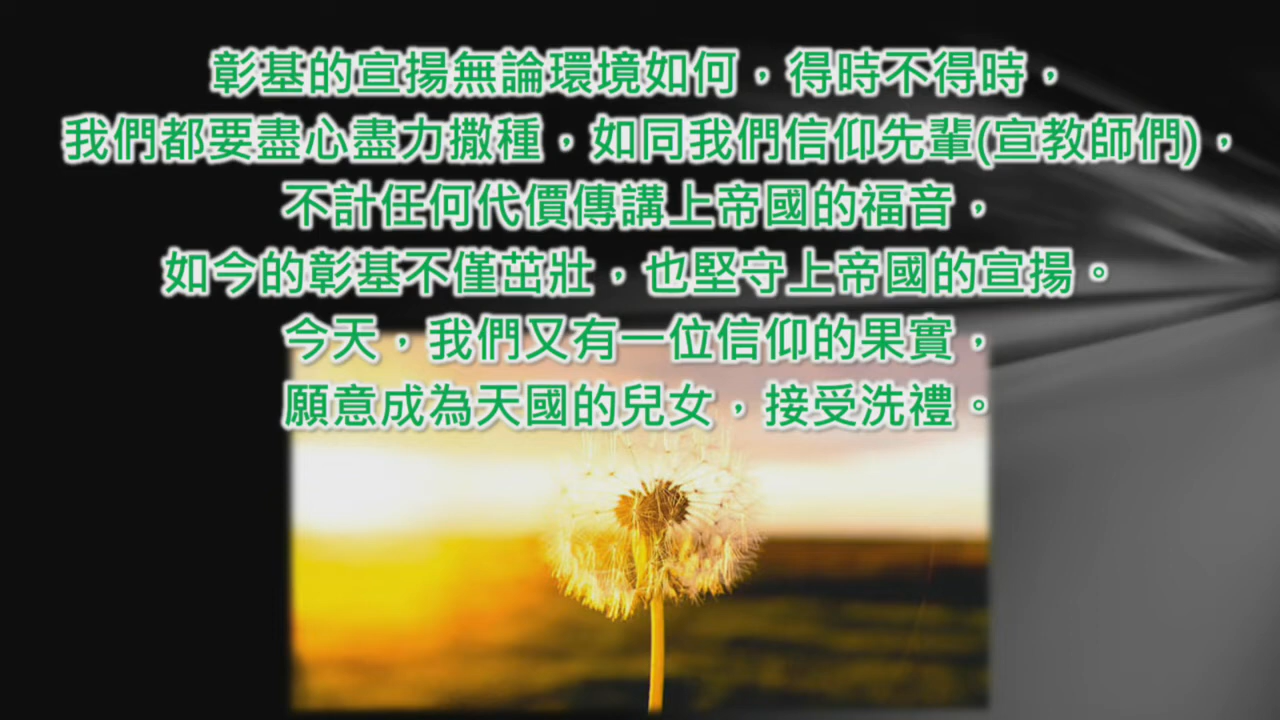 彰基的宣揚無論環境如何，得時不得時，
我們都要盡心盡力撒種，如同我們信仰先輩(宣教師們)，
不計任何代價傳講上帝國的福音，
如今的彰基不僅茁壯，也堅守上帝國的宣揚。
今天，我們又有一位信仰的果實，
願意成為天國的兒女，接受洗禮。